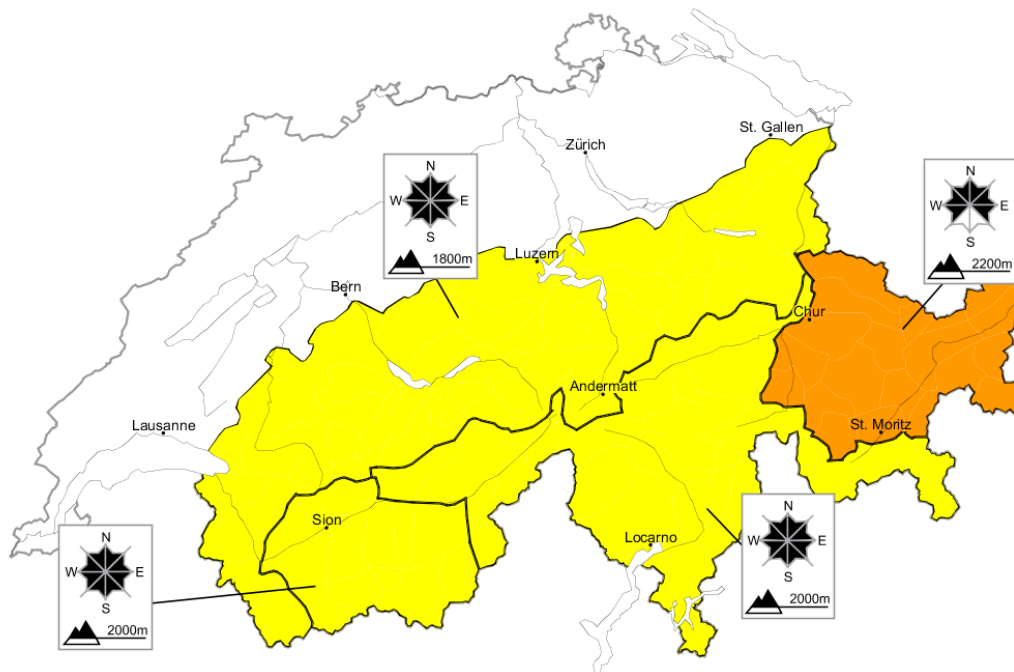 St. Gallen
Zürich
N
W E
S
1800m
N
W E
S
2200m
Luzern
Bern
Chur
Andermatt
Lausanne
St. Moritz
Sion
Locarno
N
W E
S
2000m
N
W E
S
2000m